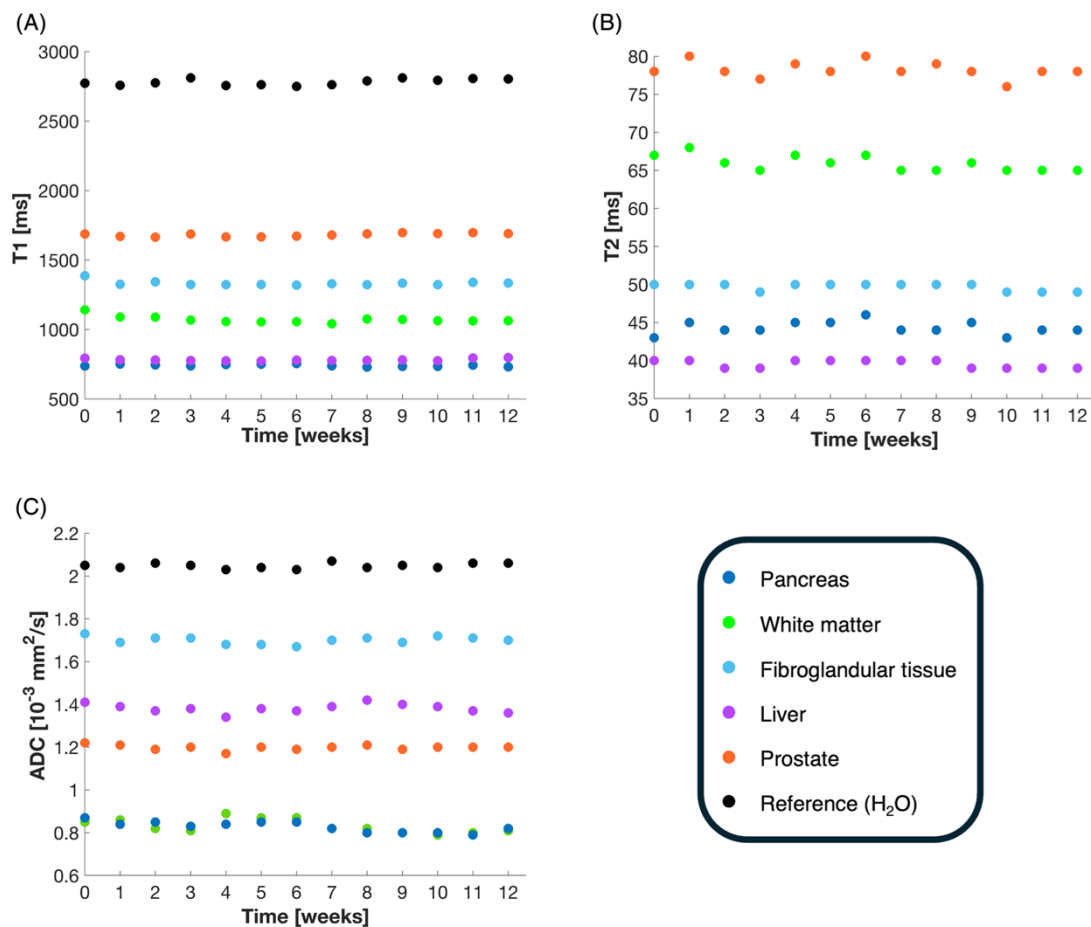 (A)
T1 [ms]
3000
2500
2000
1500
1000
500
0 1 2 3 4 5 6 7 8 9 10 11 12
Time [weeks]
(B)
T2 [ms]
80
75
70
65
60
55
50
45
40
35
0 1 2 3 4 5 6 7 8 9 10 11 12
Time [weeks]
(C)
ADC [10⁻³ mm²/s]
2.2
2
1.8
1.6
1.4
1.2
1
0.8
0.6
0 1 2 3 4 5 6 7 8 9 10 11 12
Time [weeks]
Pancreas
White matter
Fibroglandular tissue
Liver
Prostate
Reference (H₂O)